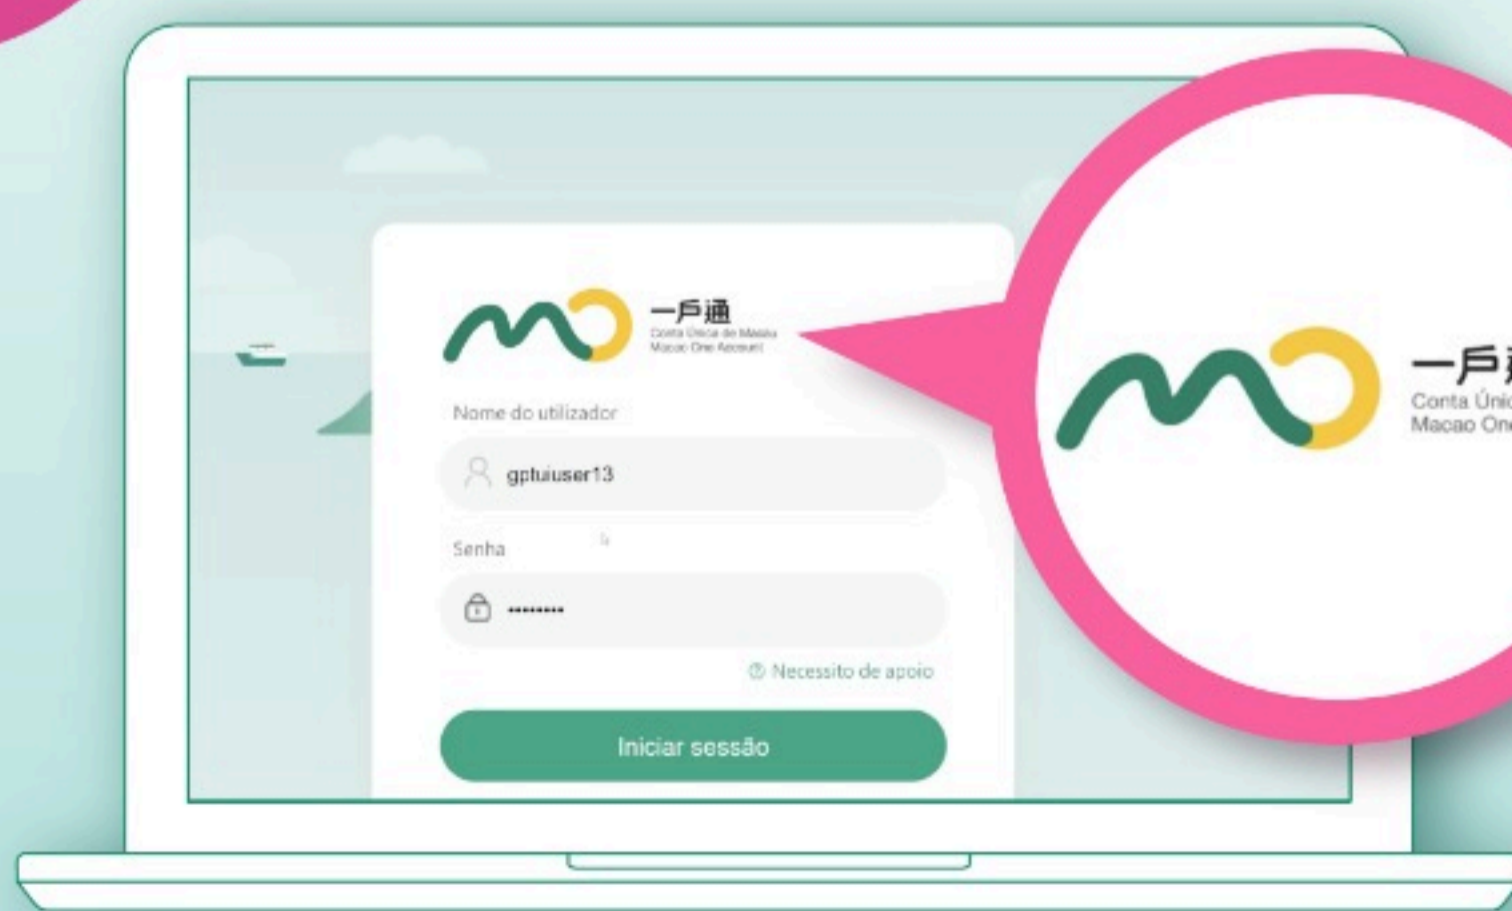 一戶通
Conta Única de Macau
Macao One Account
Nome do utilizador
gptuiuser13
Senha
••••••••
Necessito de apoio
Iniciar sessão
一戶
Conta Únic
Macao One